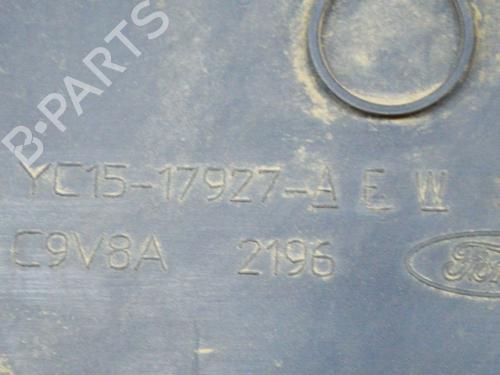 B-PARTS
YC15-17927-A E W
C9V8A 2196
Ford